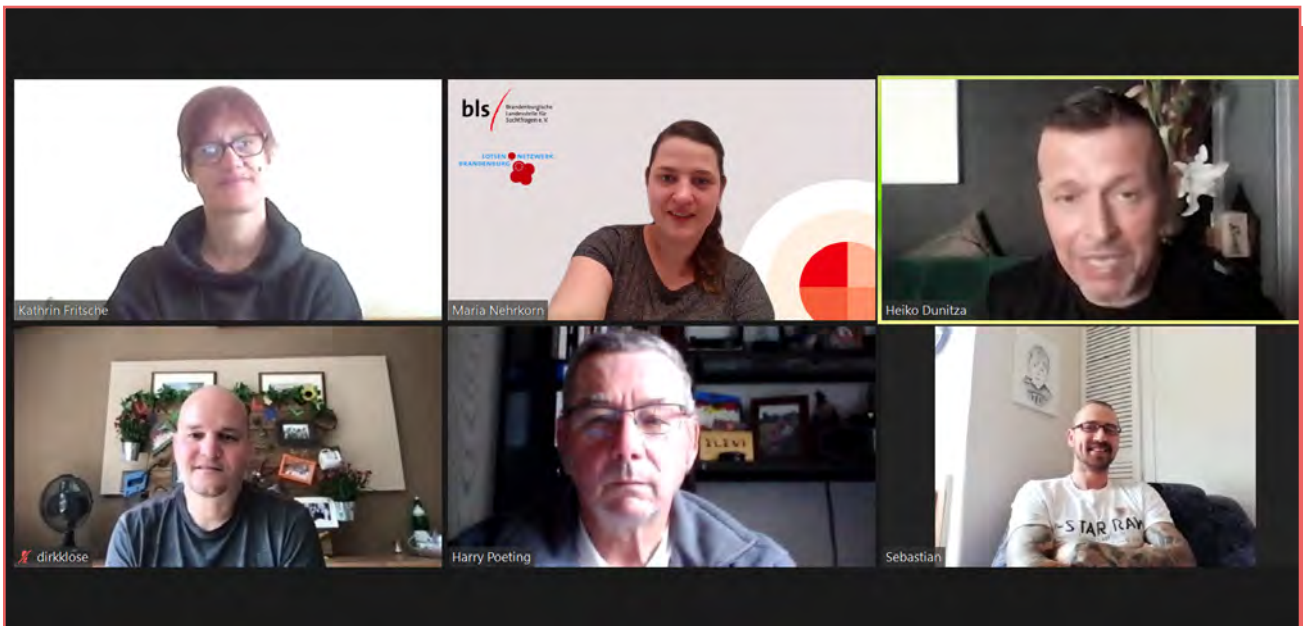 bls
Brandenburgische
Landesstelle für
Suchtfragen e.V.
LOTSEN NETZWERK
BRANDENBURG
Kathrin Fritsche
Maria Nehrkorn
Heiko Dunitza
dirkklose
Harry Poeting
Sebastian
STAR RAW